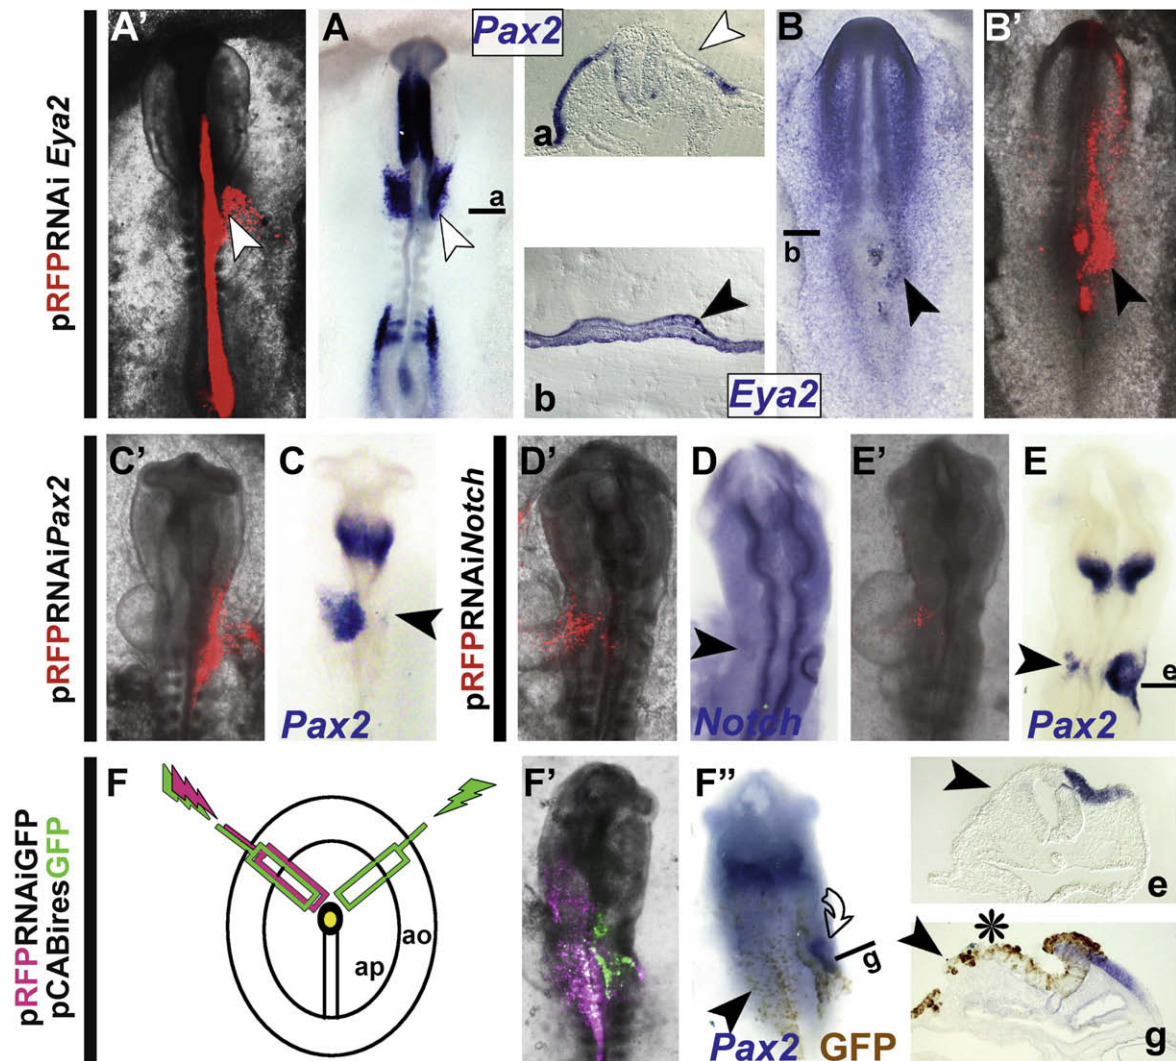 pRFPRNAi Eya2
A'
A
Pax2
a
a
B
b
B'
b
Eya2
pRFPRNAiPax2
C'
C
Pax2
pRFPRNAiNotch
D'
D
Notch
E'
E
e
Pax2
pRFPRNAiGFP
pCABiresGFP
F
ao
ap
F'
F"
g
Pax2 GFP
e
*
g